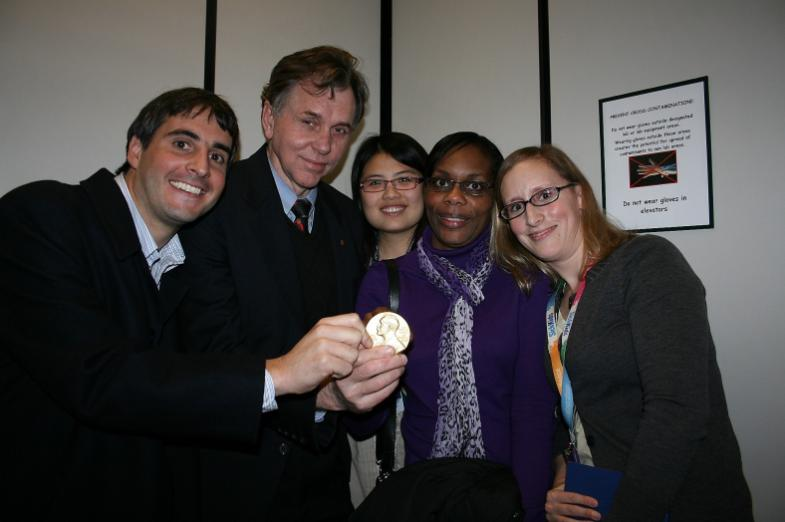 PREVENT CROSS-CONTAMINATION!
Do not wear gloves outside designated
lab or lab equipment areas.
Wearing gloves outside these areas
creates the potential for spread of
contaminants to non lab areas.
Do not wear gloves in
elevators